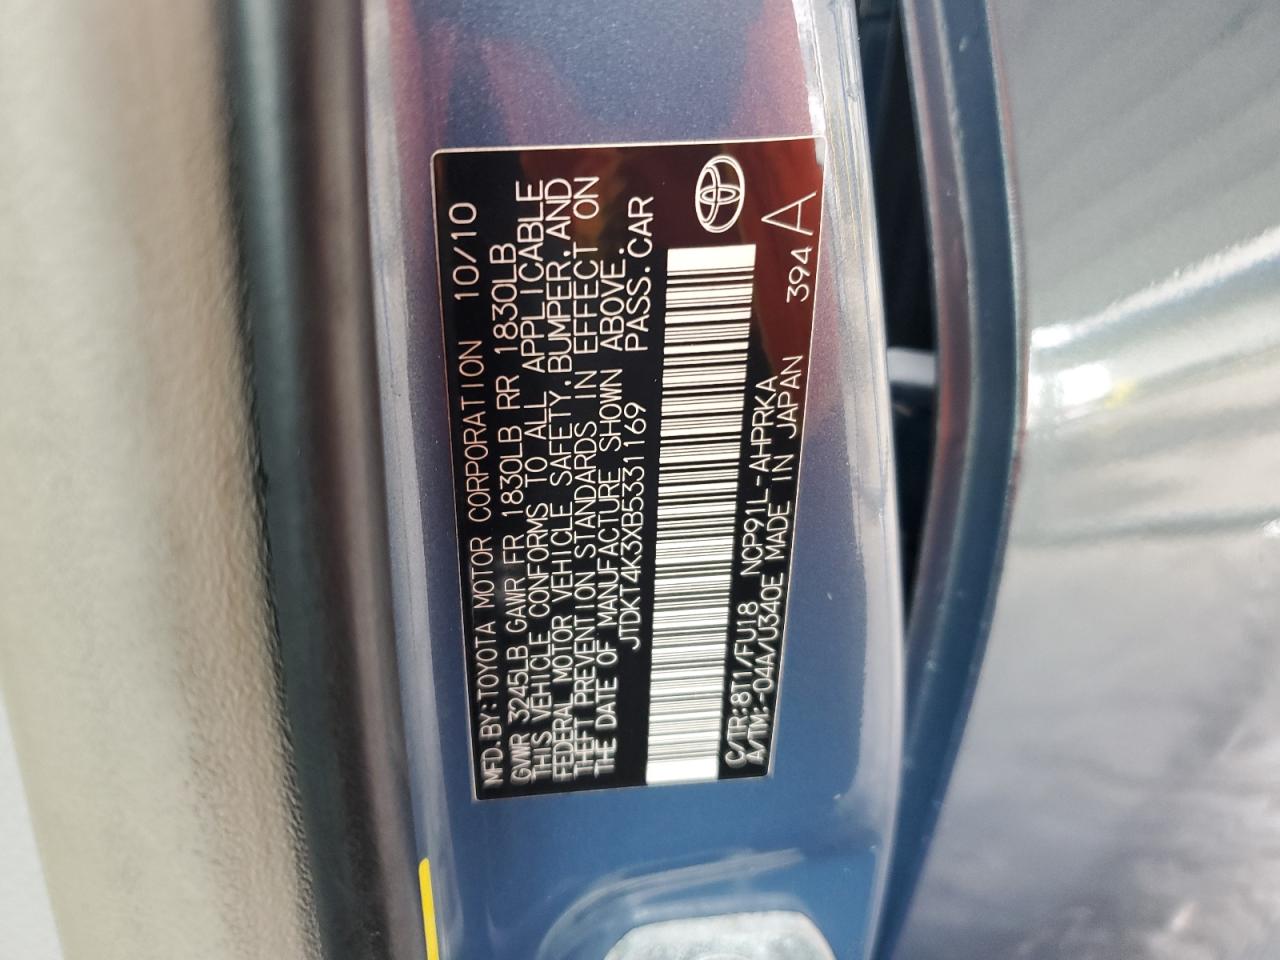 MFD.BY:TOYOTA MOTOR CORPORATION 10/10
GVWR 3245LB GAWR FR 1830LB RR 1830LB
THIS VEHICLE CONFORMS TO ALL APPLICABLE
FEDERAL MOTOR VEHICLE SAFETY,BUMPER,AND
THEFT PREVENTION STANDARDS IN EFFECT ON
THE DATE OF MANUFACTURE SHOWN ABOVE.
JTDKT4K3XB5331169 PASS.CAR
C/TR:8T1/FU18 NCP91L-AHPRKA 394A
A/TM:-04A/U340E MADE IN JAPAN